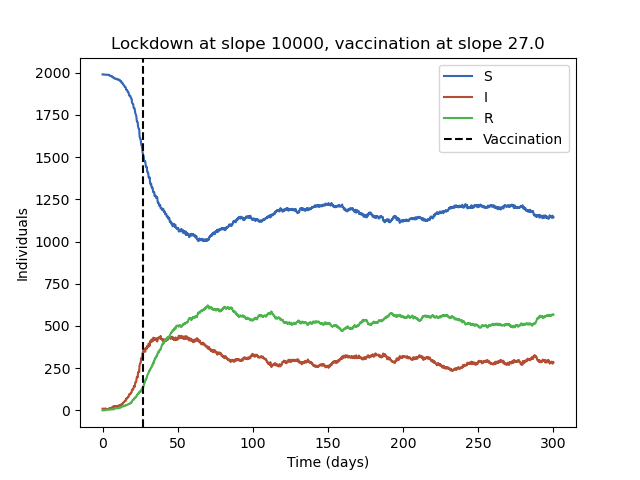 Lockdown at slope 10000, vaccination at slope 27.0
S
I
R
Vaccination
Individuals
2000
1750
1500
1250
1000
750
500
250
0
0 50 100 150 200 250 300
Time (days)